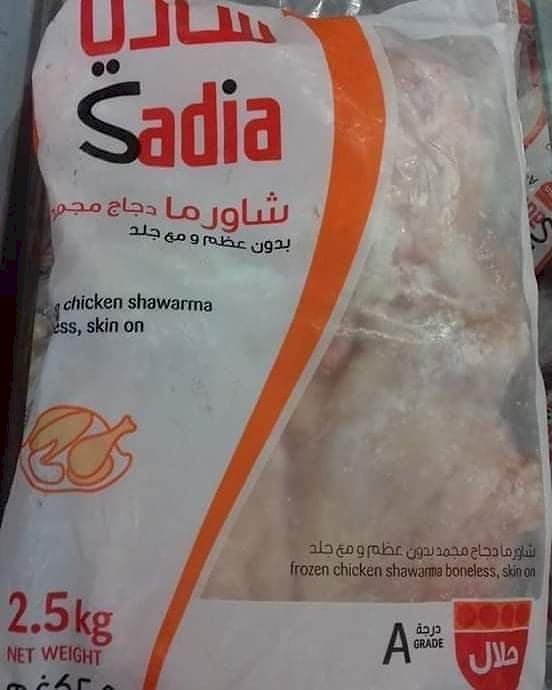 ساديا
Sadia
شاورما دجاج مجمد
بدون عظم و مع جلد
chicken shawarma
ess, skin on
شاورما دجاج مجمد بدون عظم و مع جلد
frozen chicken shawarma boneless, skin on
2.5kg
NET WEIGHT
A درجة
GRADE
حلال